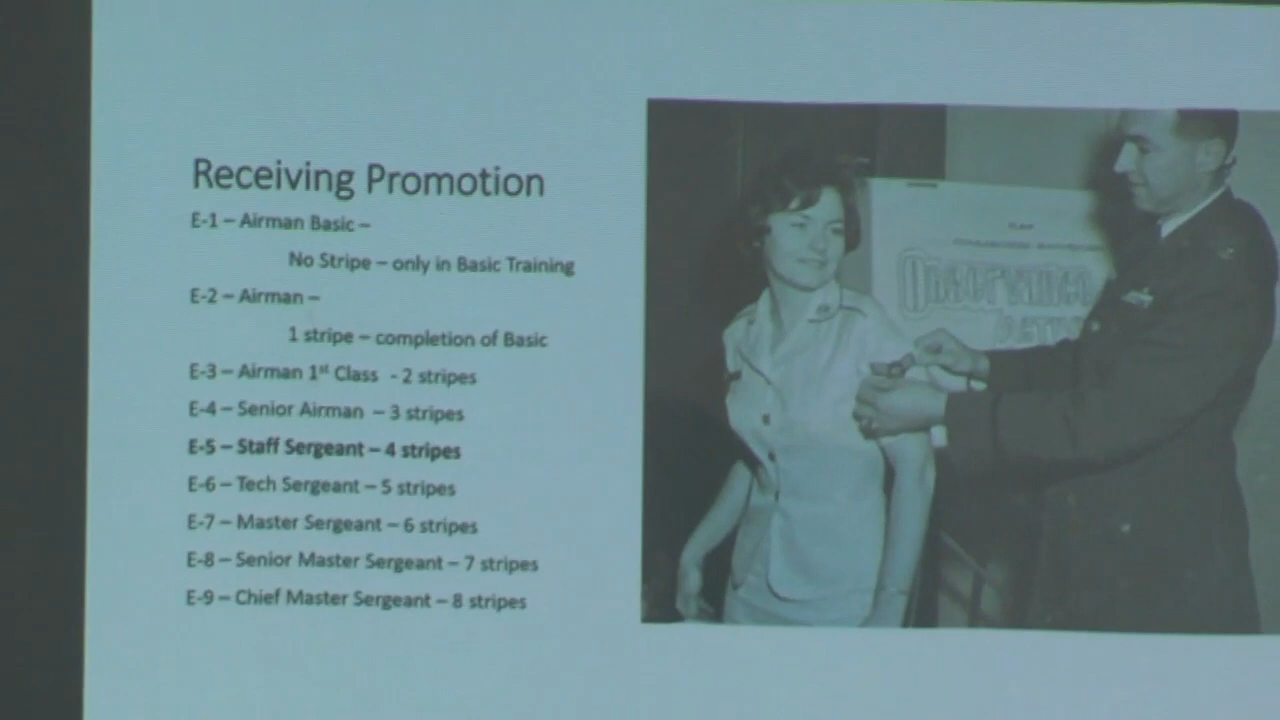 Receiving Promotion
E-1 – Airman Basic –
No Stripe – only in Basic Training
E-2 – Airman –
1 stripe – completion of Basic
E-3 – Airman 1st Class - 2 stripes
E-4 – Senior Airman – 3 stripes
E-5 – Staff Sergeant – 4 stripes
E-6 – Tech Sergeant – 5 stripes
E-7 – Master Sergeant – 6 stripes
E-8 – Senior Master Sergeant – 7 stripes
E-9 – Chief Master Sergeant – 8 stripes